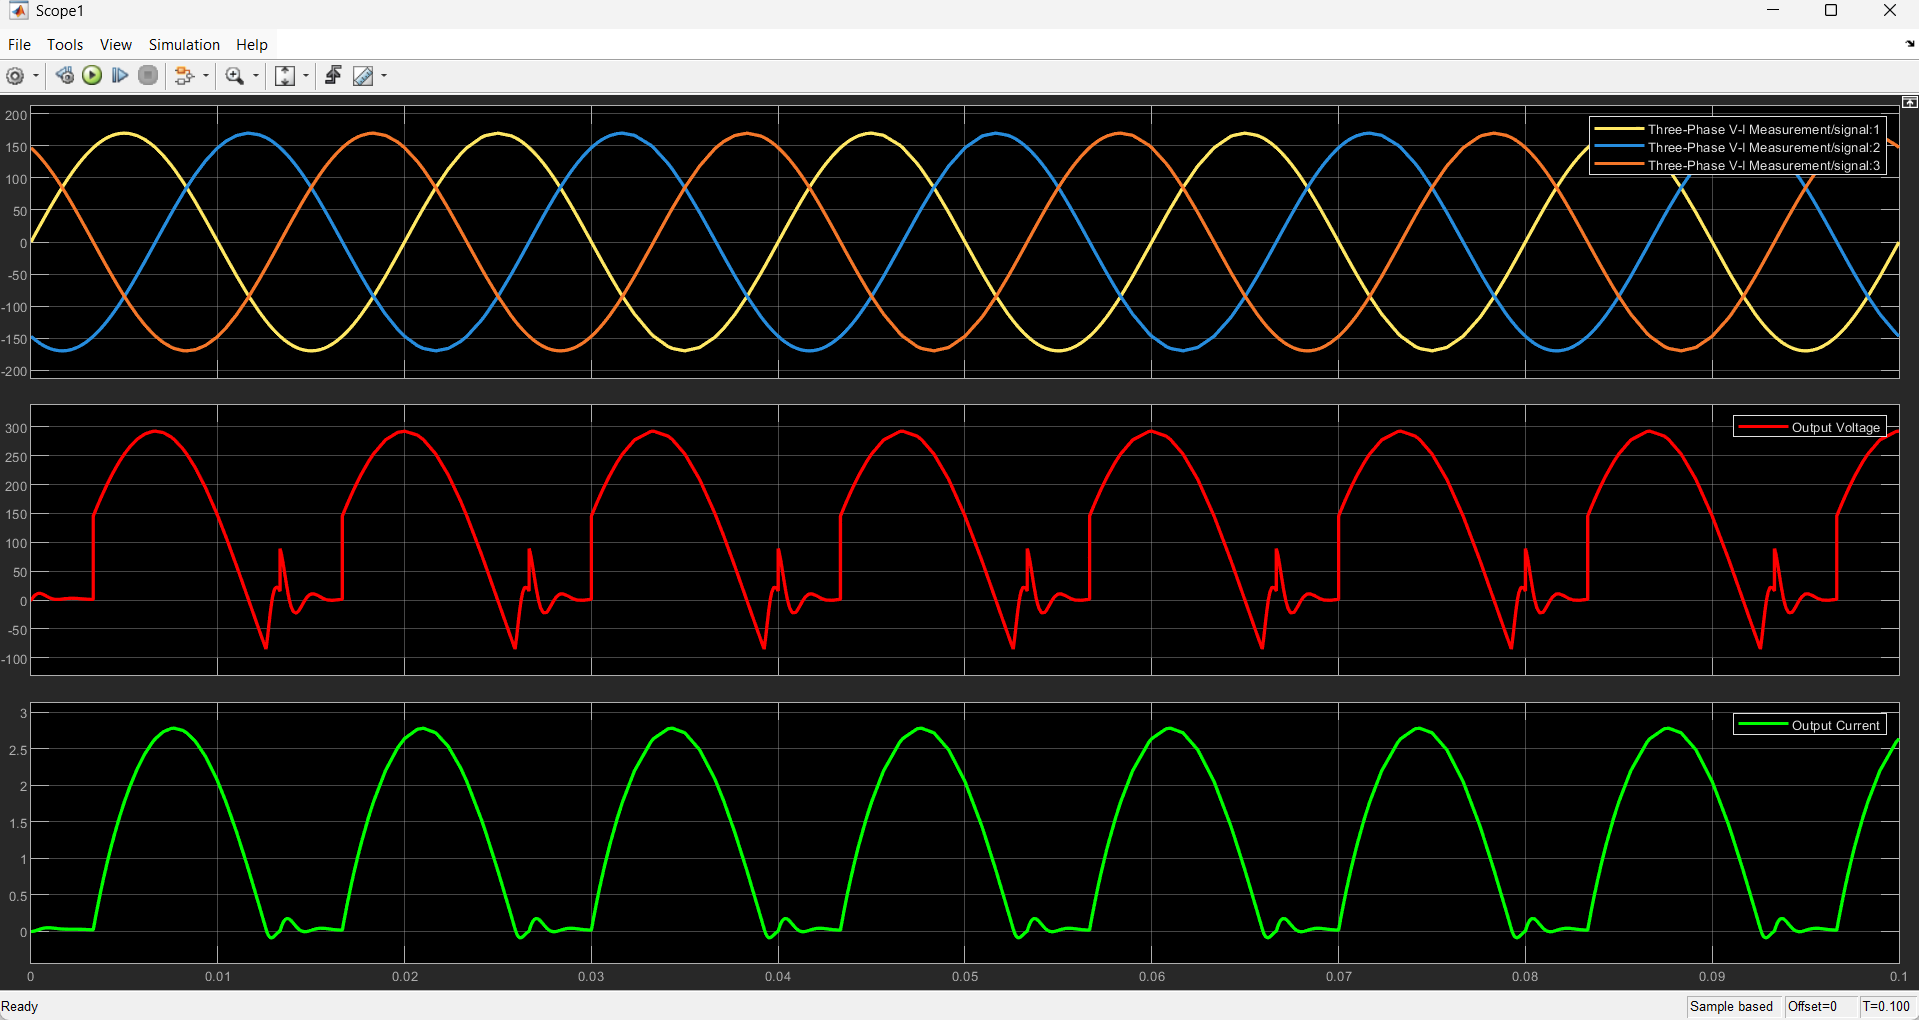 Scope1
File Tools View Simulation Help
200
150
100
50
0
-50
-100
-150
-200
Three-Phase V-I Measurement/signal:1
Three-Phase V-I Measurement/signal:2
Three-Phase V-I Measurement/signal:3
300
250
200
150
100
50
0
-50
-100
Output Voltage
3
2.5
2
1.5
1
0.5
0
Output Current
0 0.01 0.02 0.03 0.04 0.05 0.06 0.07 0.08 0.09 0.1
Ready Sample based Offset=0 T=0.100